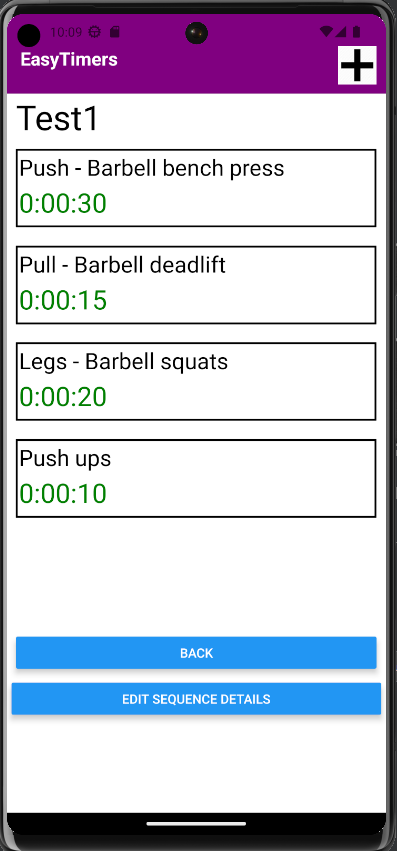 10:09
EasyTimers
Test1
Push - Barbell bench press
0:00:30
Pull - Barbell deadlift
0:00:15
Legs - Barbell squats
0:00:20
Push ups
0:00:10
BACK
EDIT SEQUENCE DETAILS